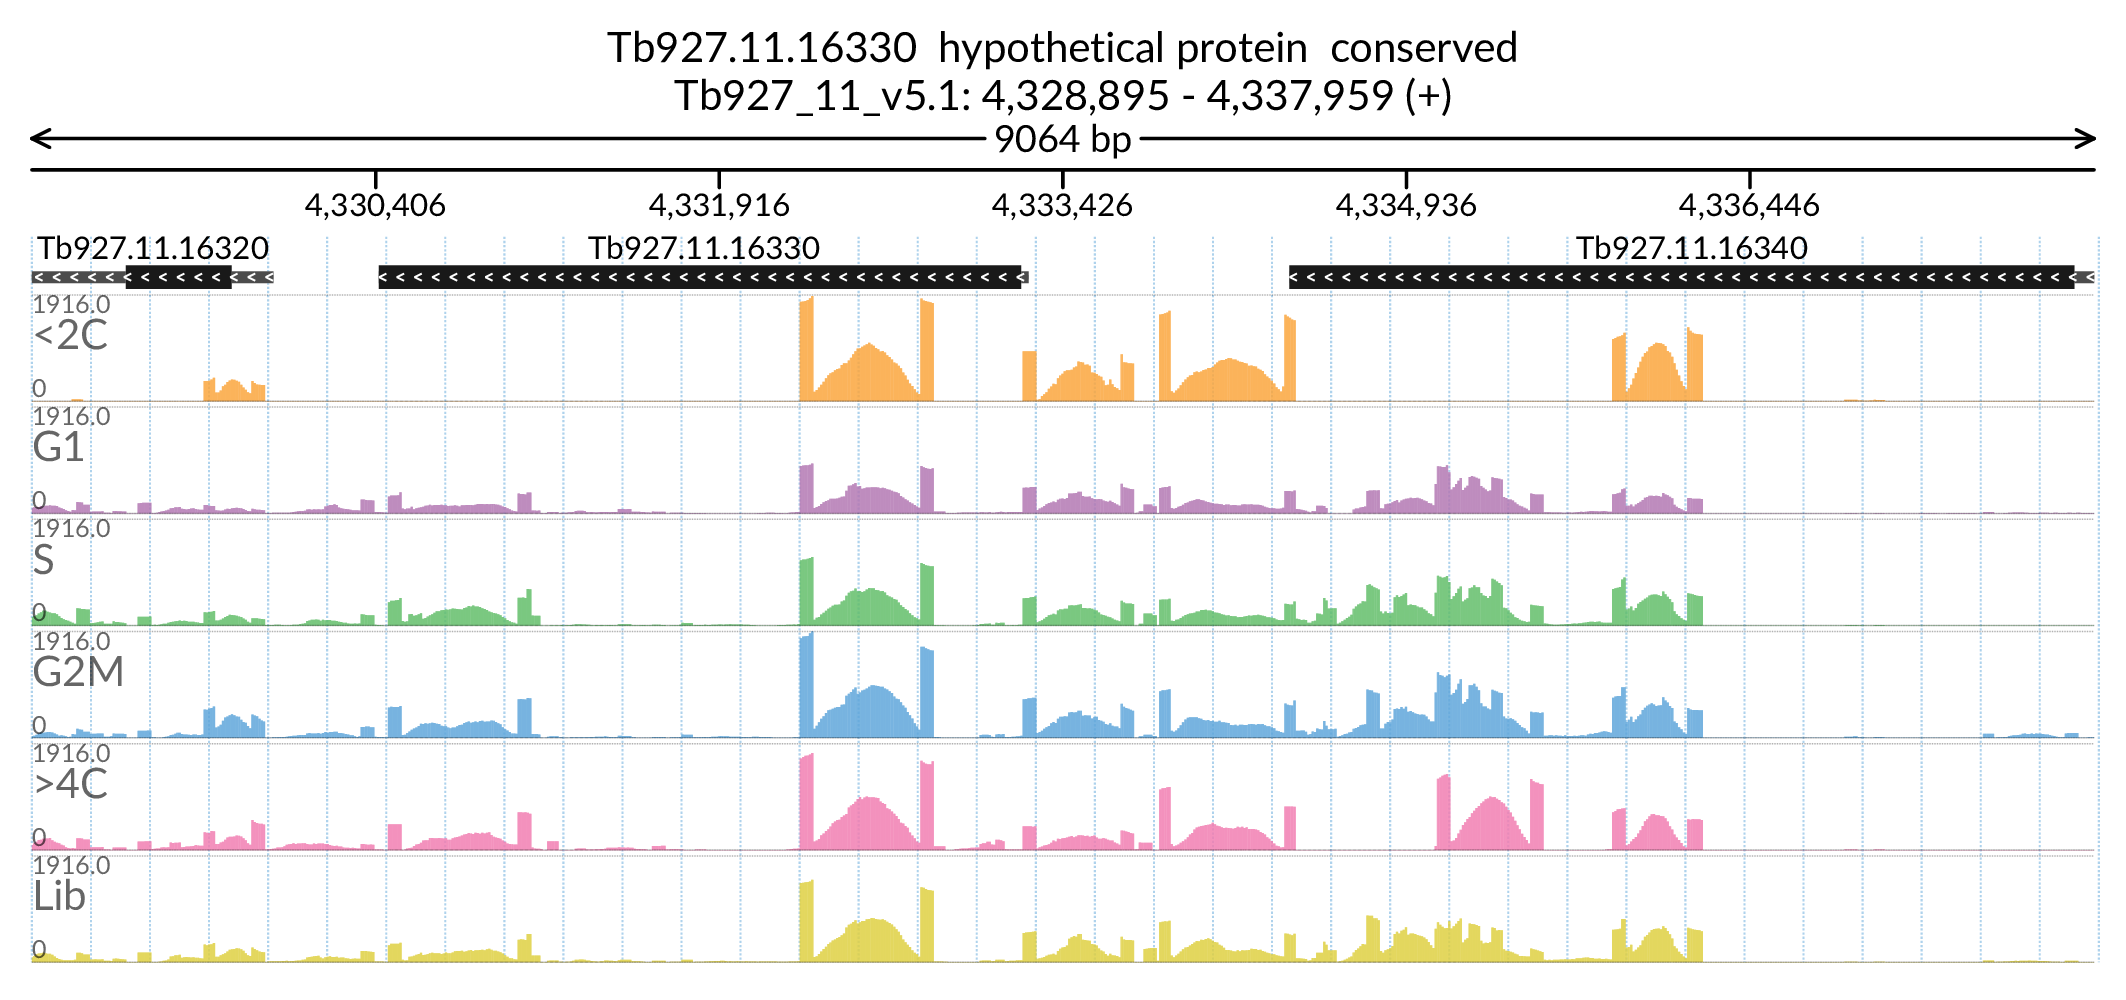 Tb927.11.16330  hypothetical protein  conserved
Tb927_11_v5.1: 4,328,895 - 4,337,959 (+)
9064 bp
4,330,406 4,331,916 4,333,426 4,334,936 4,336,446
Tb927.11.16320 Tb927.11.16330 Tb927.11.16340
1916.0
<2C
0
1916.0
G1
0
1916.0
S
0
1916.0
G2M
0
1916.0
>4C
0
1916.0
Lib
0